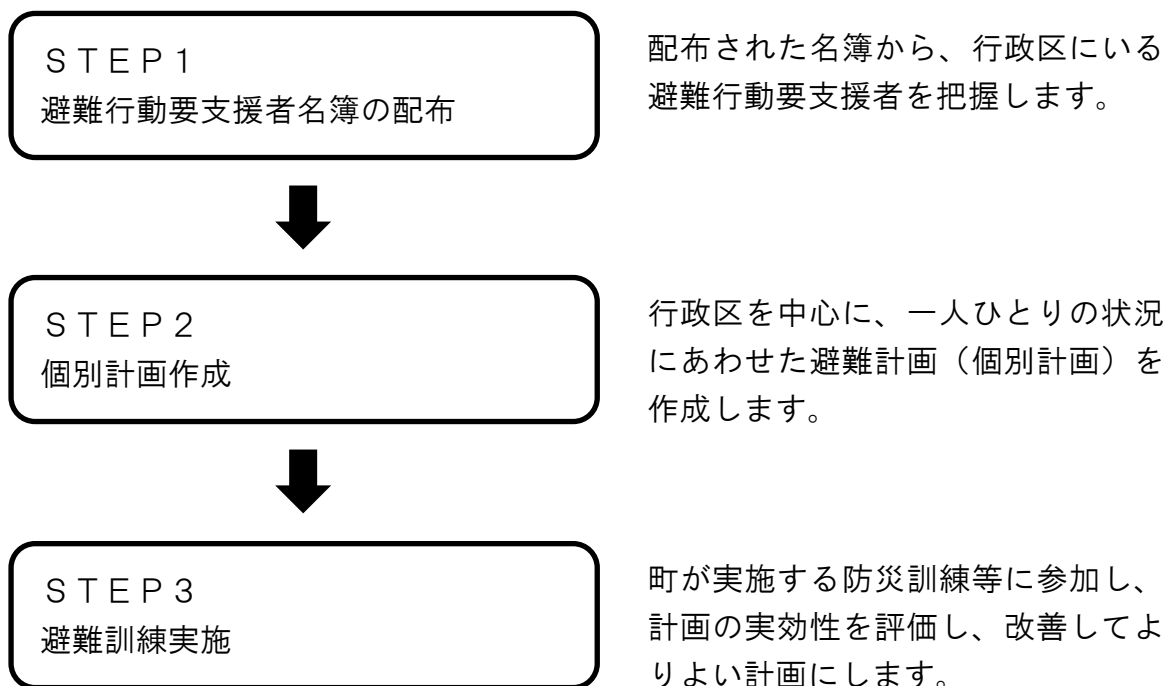 ＳＴＥＰ１
避難行動要支援者名簿の配布
配布された名簿から、行政区にいる
避難行動要支援者を把握します。
ＳＴＥＰ２
個別計画作成
行政区を中心に、一人ひとりの状況
にあわせた避難計画（個別計画）を
作成します。
ＳＴＥＰ３
避難訓練実施
町が実施する防災訓練等に参加し、
計画の実効性を評価し、改善してよ
りよい計画にします。